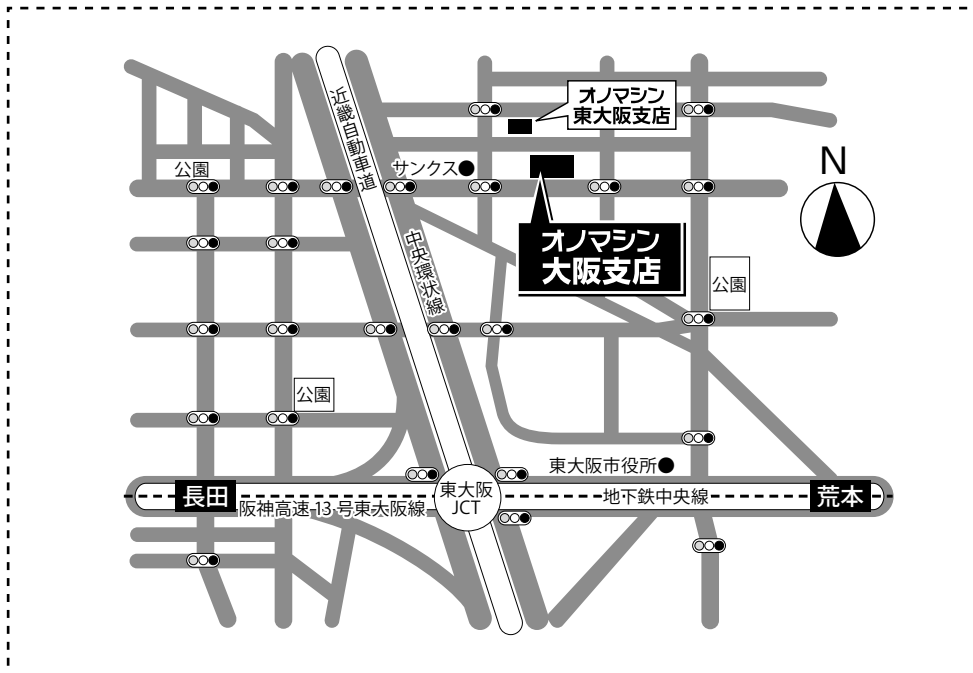 オノマシン
東大阪支店
近畿自動車道
N
公園
サンクス
オノマシン
大阪支店
中央環状線
公園
公園
東大阪市役所
長田
阪神高速 13 号東大阪線
東大阪
JCT
地下鉄中央線
荒本